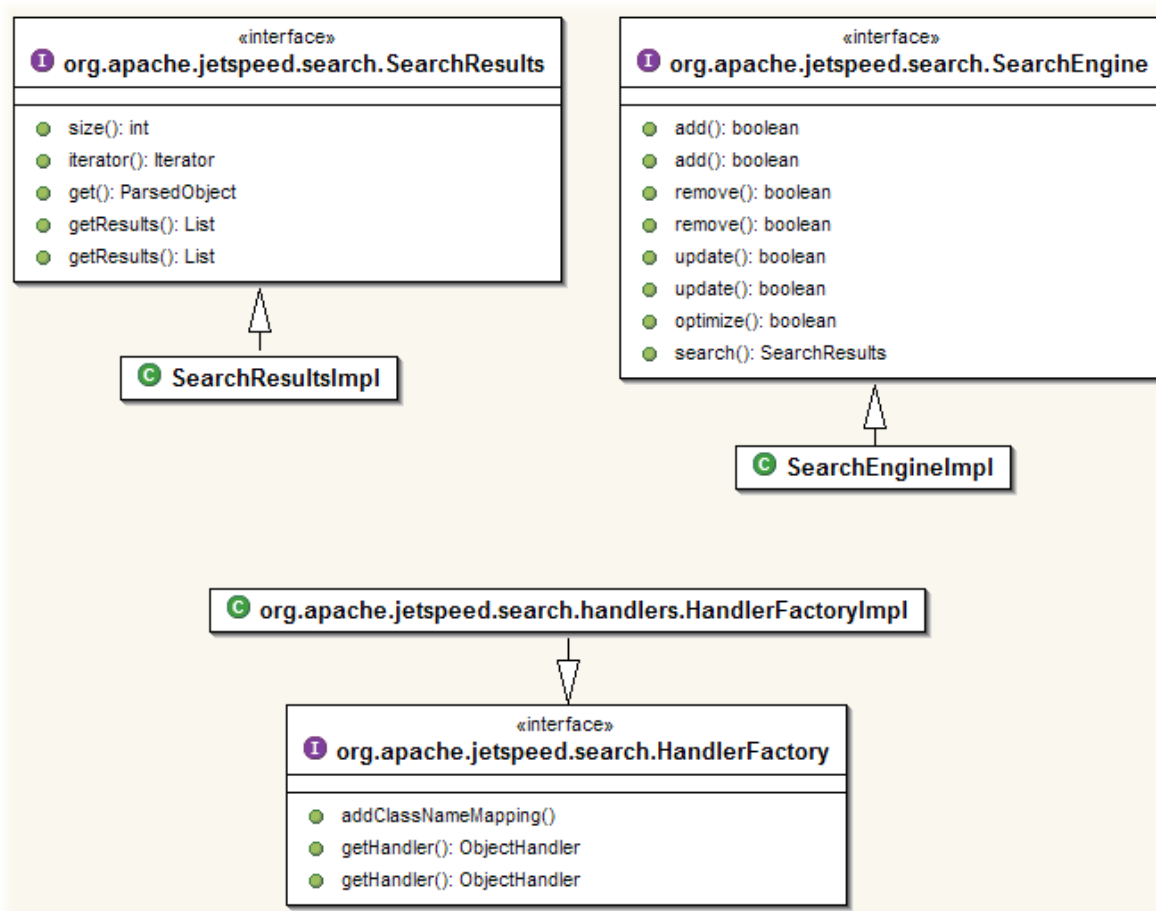 «interface»
I org.apache.jetspeed.search.SearchResults
size(): int
iterator(): Iterator
get(): ParsedObject
getResults(): List
getResults(): List
C SearchResultsImpl
«interface»
I org.apache.jetspeed.search.SearchEngine
add(): boolean
add(): boolean
remove(): boolean
remove(): boolean
update(): boolean
update(): boolean
optimize(): boolean
search(): SearchResults
C SearchEngineImpl
C org.apache.jetspeed.search.handlers.HandlerFactoryImpl
«interface»
I org.apache.jetspeed.search.HandlerFactory
addClassNameMapping()
getHandler(): ObjectHandler
getHandler(): ObjectHandler